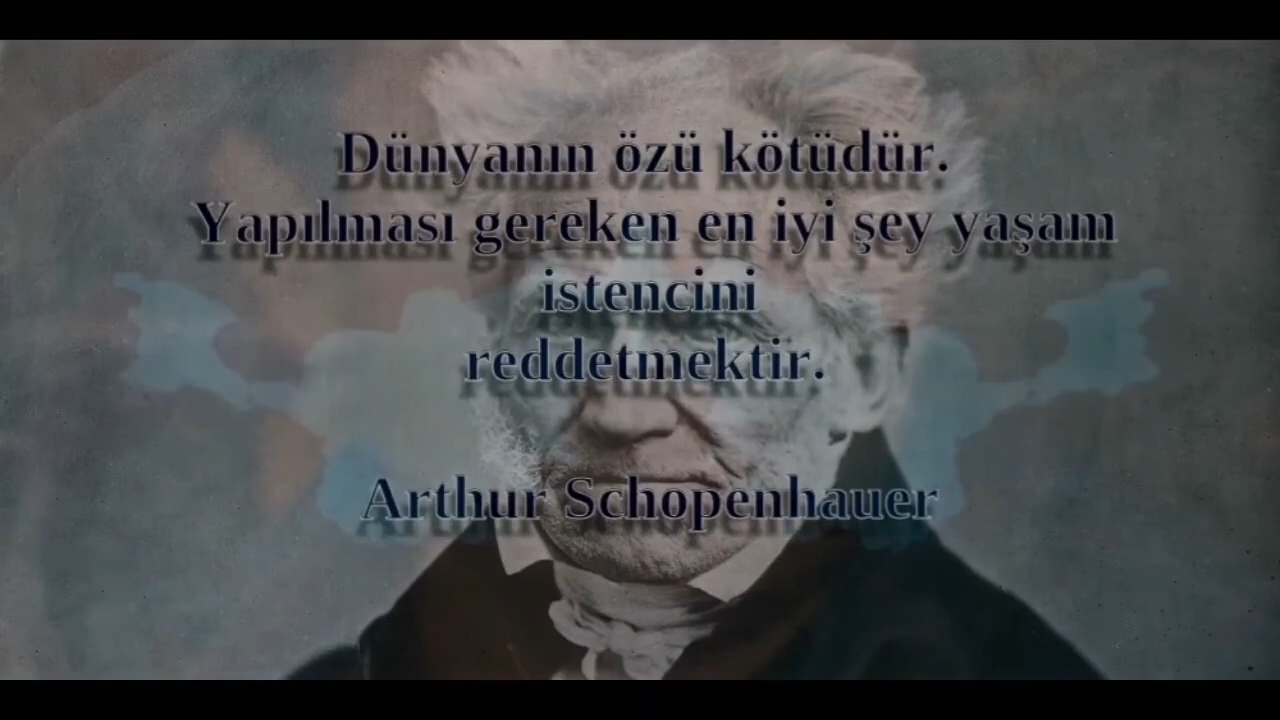 Dünyanın özü kötüdür.
Yapılması gereken en iyi şey yaşam
istencini
reddetmektir.
Arthur Schopenhauer